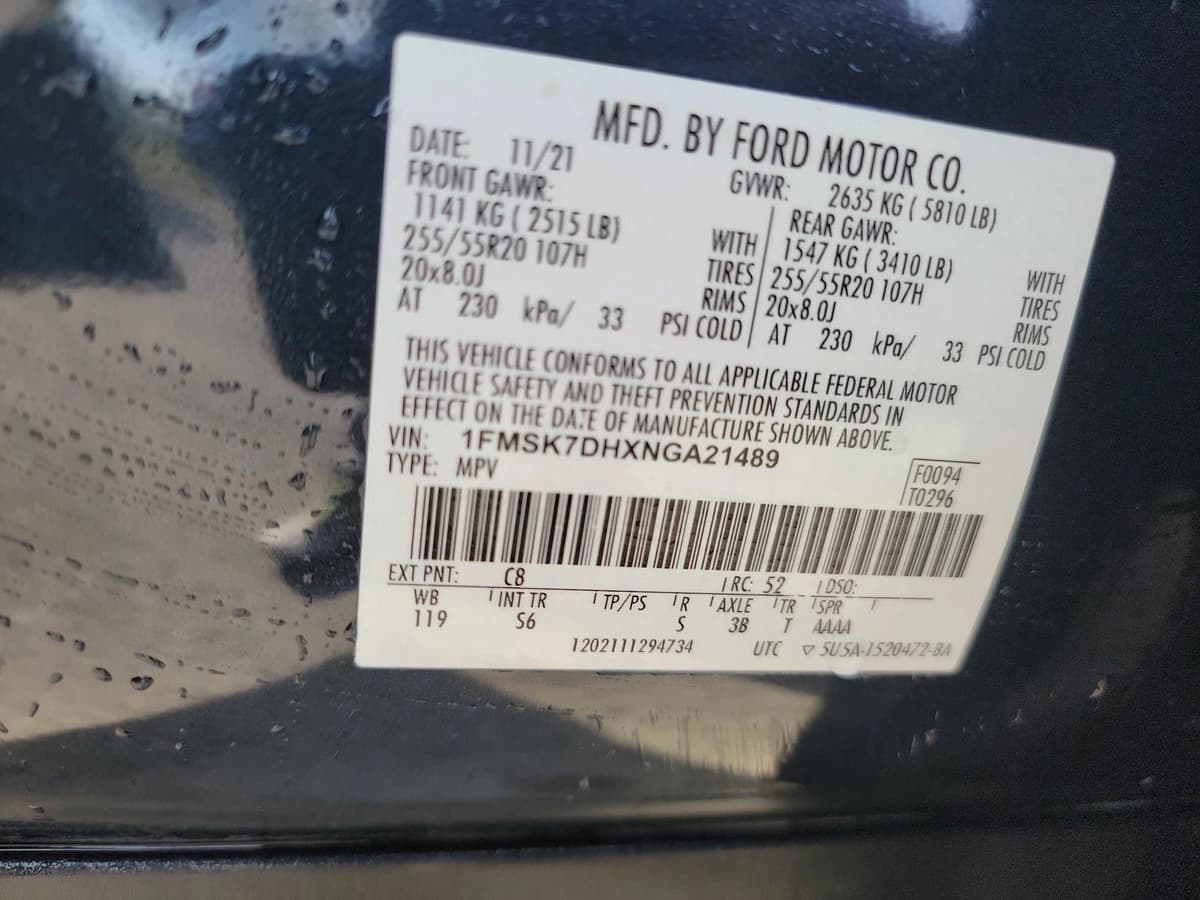 MFD. BY FORD MOTOR CO.
DATE: 11/21 GVWR: 2635 KG ( 5810 LB)
FRONT GAWR: REAR GAWR:
1141 KG ( 2515 LB) WITH 1547 KG ( 3410 LB) WITH
255/55R20 107H TIRES 255/55R20 107H TIRES
20x8.0J RIMS 20x8.0J RIMS
AT 230 kPa/ 33 PSI COLD AT 230 kPa/ 33 PSI COLD
THIS VEHICLE CONFORMS TO ALL APPLICABLE FEDERAL MOTOR
VEHICLE SAFETY AND THEFT PREVENTION STANDARDS IN
EFFECT ON THE DATE OF MANUFACTURE SHOWN ABOVE.
VIN: 1FMSK7DHXNGA21489
TYPE: MPV
F0094
T0296
EXT PNT: C8 RC: 52 DSO:
WB INT TR TP/PS R AXLE TR SPR
119 S6 S 3B T AAAA
1202111294734 UTC ▽ 5U5A-1520472-BA